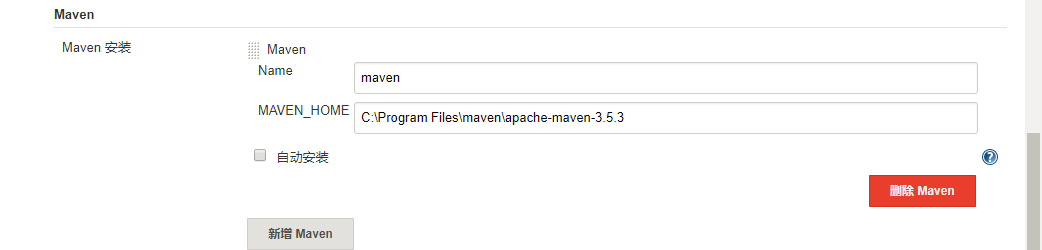 Maven
Maven 安装
Maven
Name
maven
MAVEN_HOME
C:\Program Files\maven\apache-maven-3.5.3
自动安装
?
删除 Maven
新增 Maven